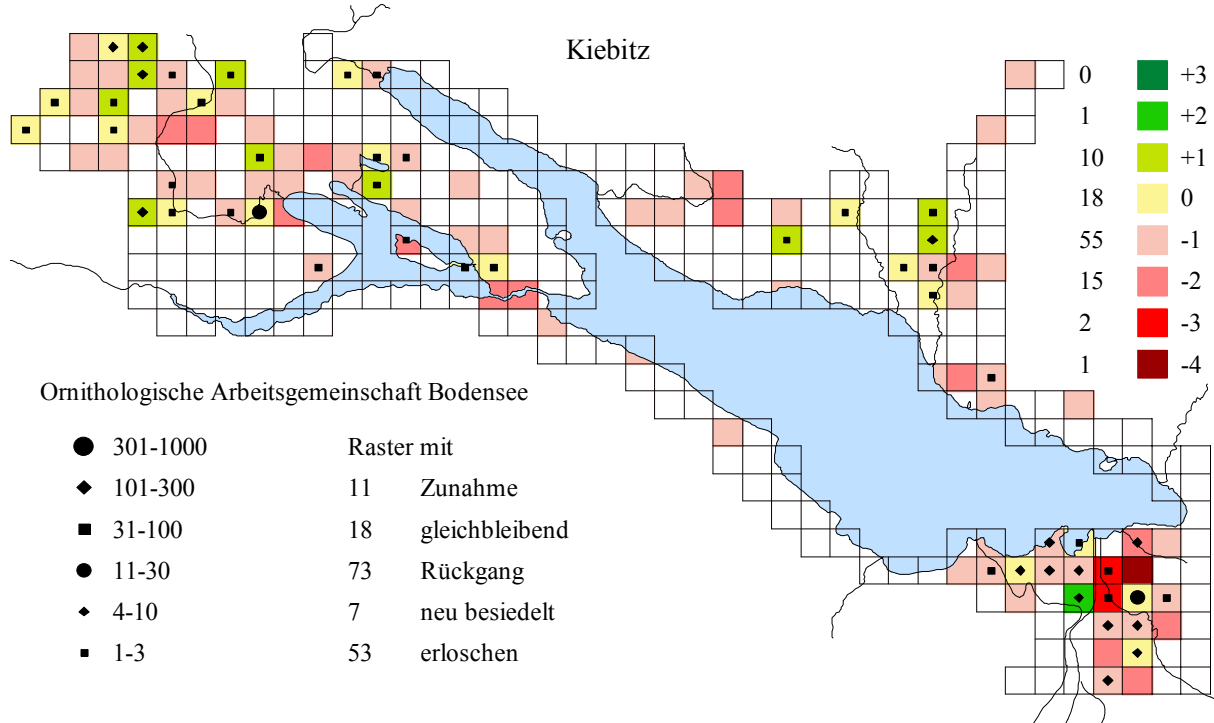 Kiebitz
0 +3
1 +2
10 +1
18 0
55 -1
15 -2
2 -3
1 -4
Ornithologische Arbeitsgemeinschaft Bodensee
301-1000 Raster mit
101-300 11 Zunahme
31-100 18 gleichbleibend
11-30 73 Rückgang
4-10 7 neu besiedelt
1-3 53 erloschen